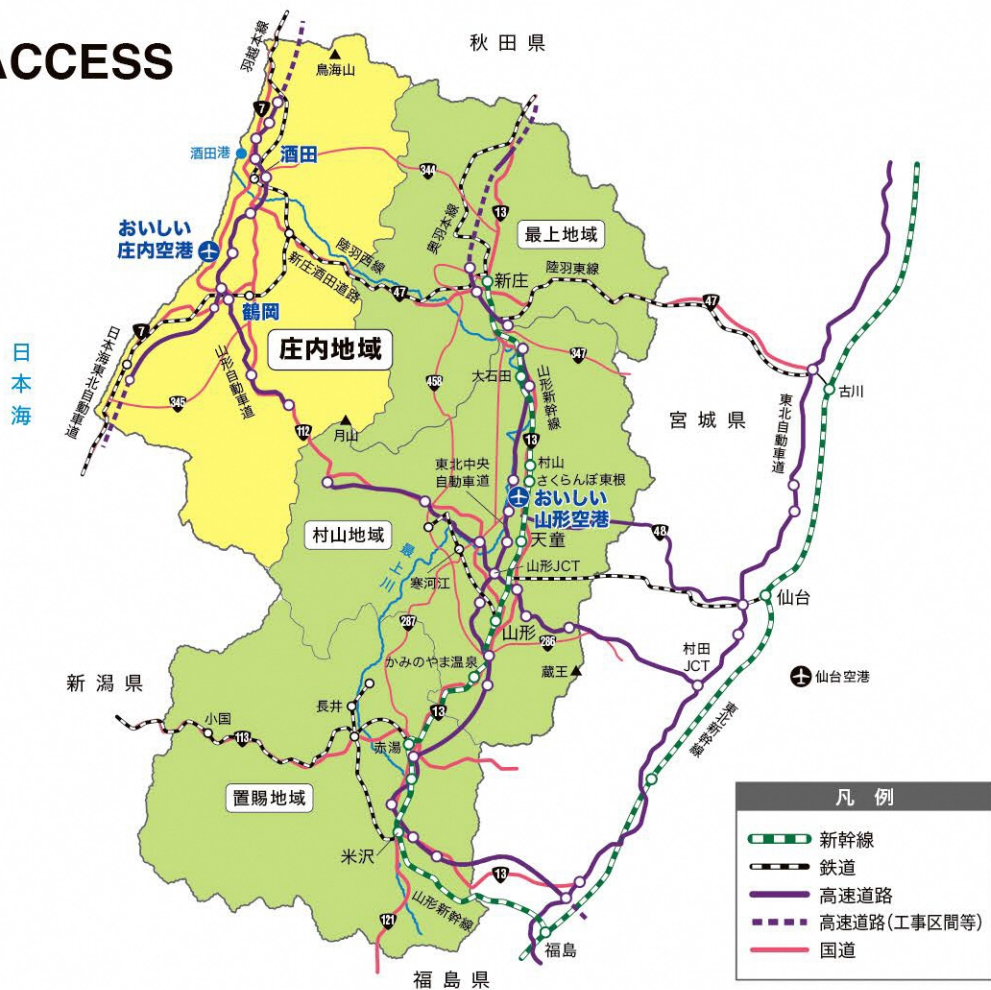 ACCESS
秋田県
羽越本線
鳥海山
7
酒田港
酒田
344
13
奥羽本線
最上地域
おいしい
庄内空港
陸羽西線
新庄酒田道路
47
新庄
陸羽東線
47
鶴岡
7
日本海東北自動車道
山形自動車道
庄内地域
日本海
345
112
月山
458
大石田
347
山形新幹線
13
古川
宮城県
東北自動車道
東北中央
自動車道
村山
さくらんぼ東根
おいしい
山形空港
村山地域
最上川
天童
48
山形JCT
寒河江
仙台
287
山形
286
かみのやま温泉
蔵王
村田
JCT
仙台空港
新潟県
小国
113
長井
13
赤湯
東北新幹線
置賜地域
米沢
山形新幹線
13
121
福島
福島県
凡例
新幹線
鉄道
高速道路
高速道路(工事区間等)
国道